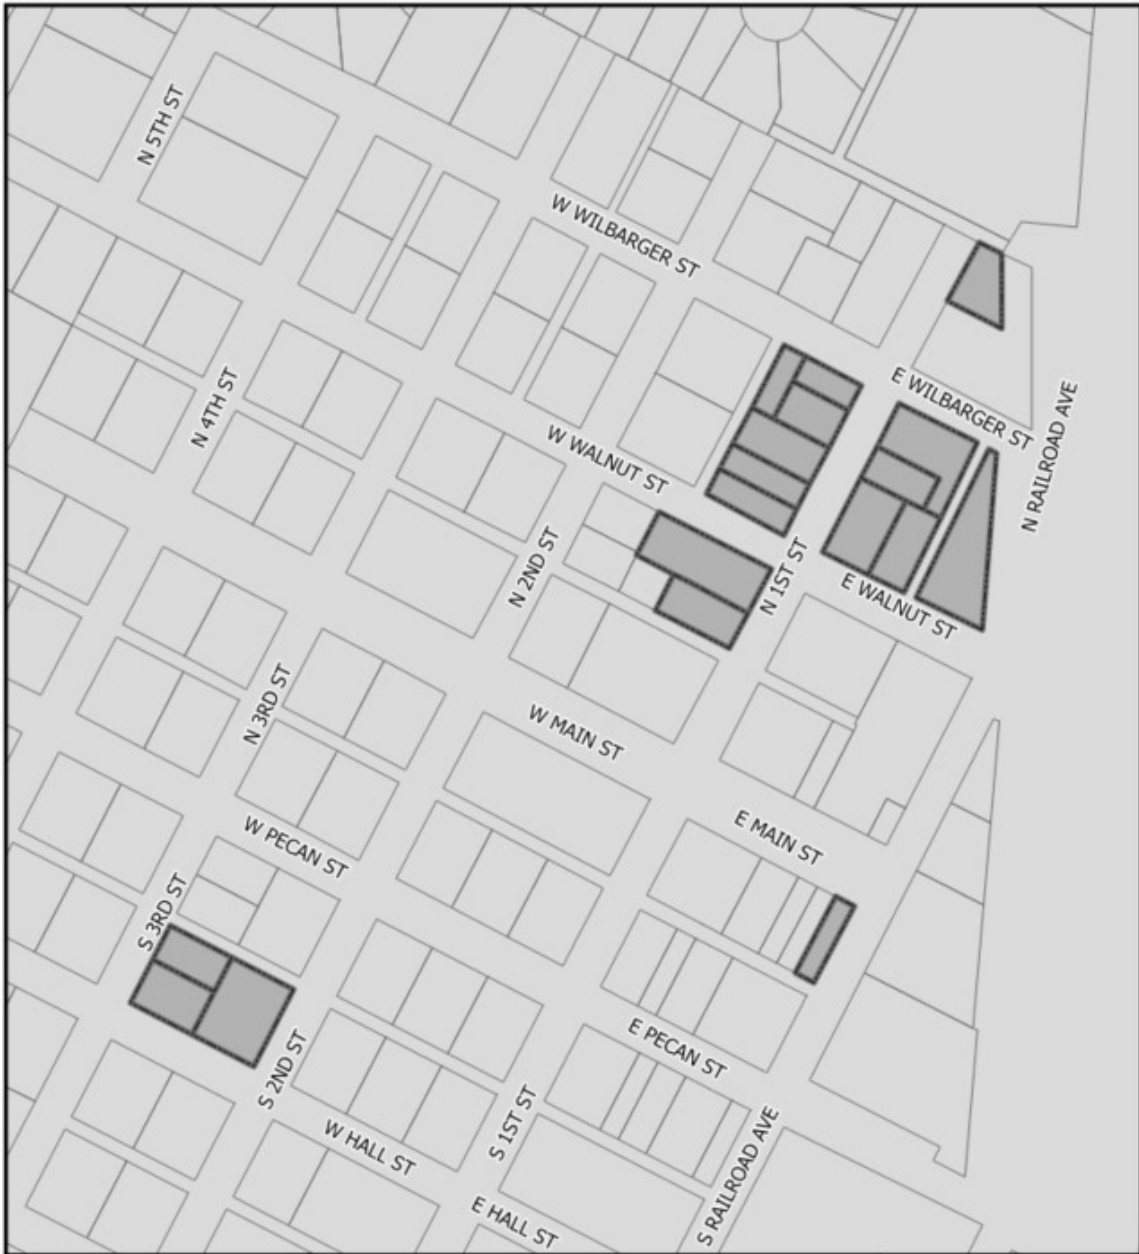 N 5TH ST
W WILBARGER ST
E WILBARGER ST
N RAILROAD AVE
N 4TH ST
W WALNUT ST
N 2ND ST
N 1ST ST
E WALNUT ST
N 3RD ST
W MAIN ST
E MAIN ST
W PECAN ST
S 3RD ST
E PECAN ST
S 2ND ST
S 1ST ST
W HALL ST
S RAILROAD AVE
E HALL ST